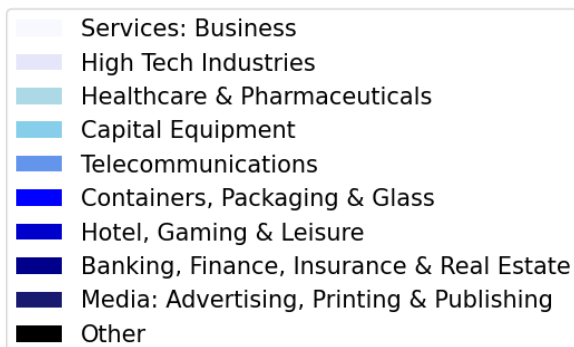 Services: Business
High Tech Industries
Healthcare & Pharmaceuticals
Capital Equipment
Telecommunications
Containers, Packaging & Glass
Hotel, Gaming & Leisure
Banking, Finance, Insurance & Real Estate
Media: Advertising, Printing & Publishing
Other